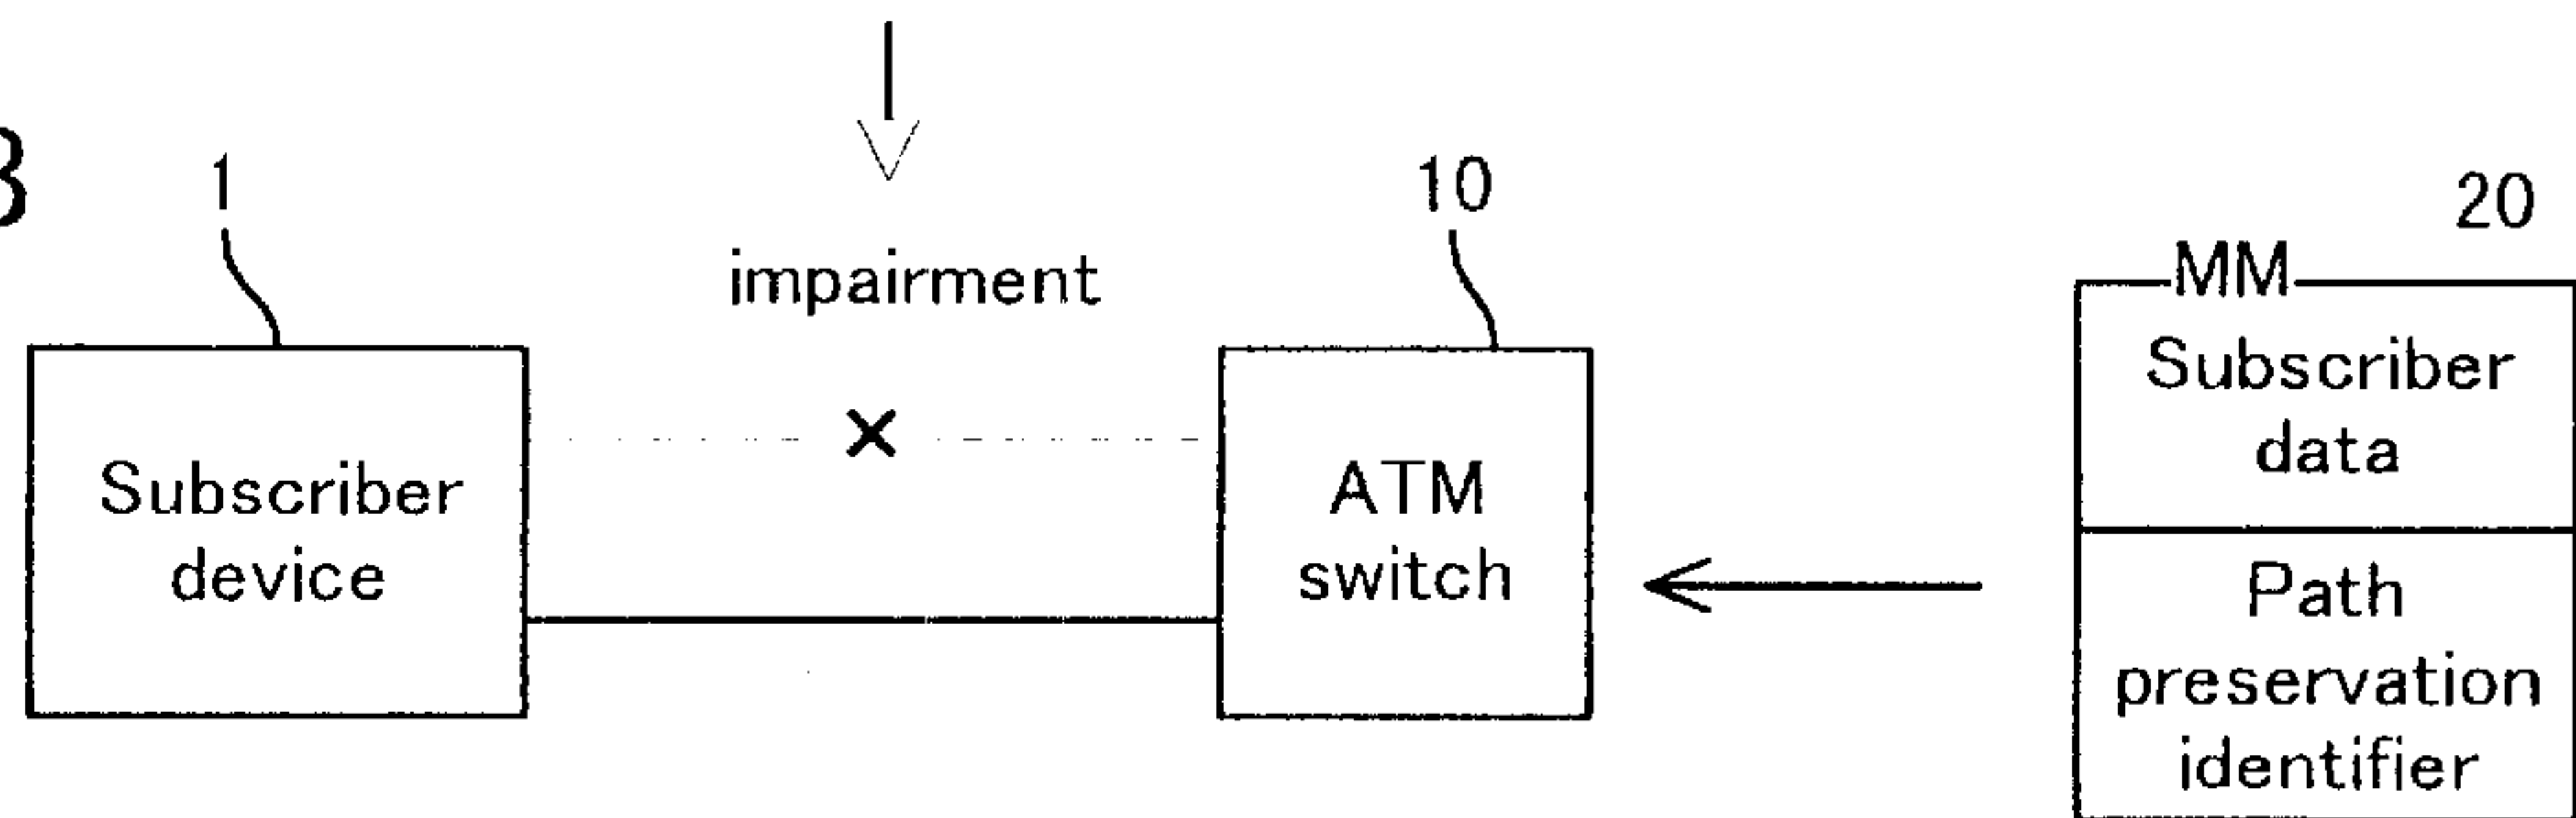 B
1
10
20
impairment
MM
Subscriber
data
×
Subscriber
device
ATM
switch
Path
preservation
identifier